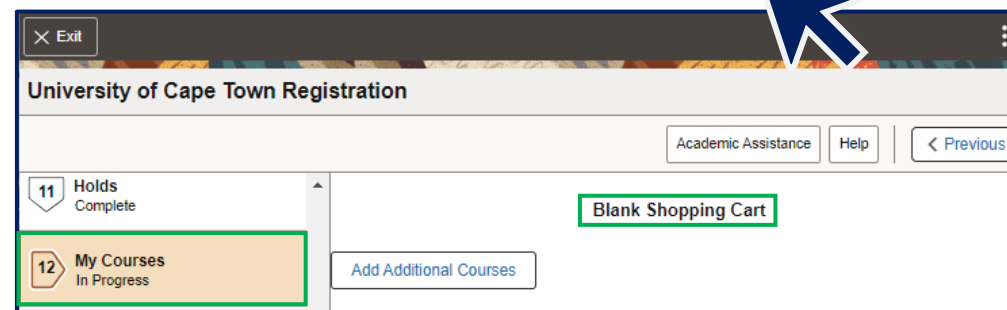 Exit
University of Cape Town Registration
Academic Assistance
Help
Previous
11
Holds
Complete
Blank Shopping Cart
12
My Courses
In Progress
Add Additional Courses